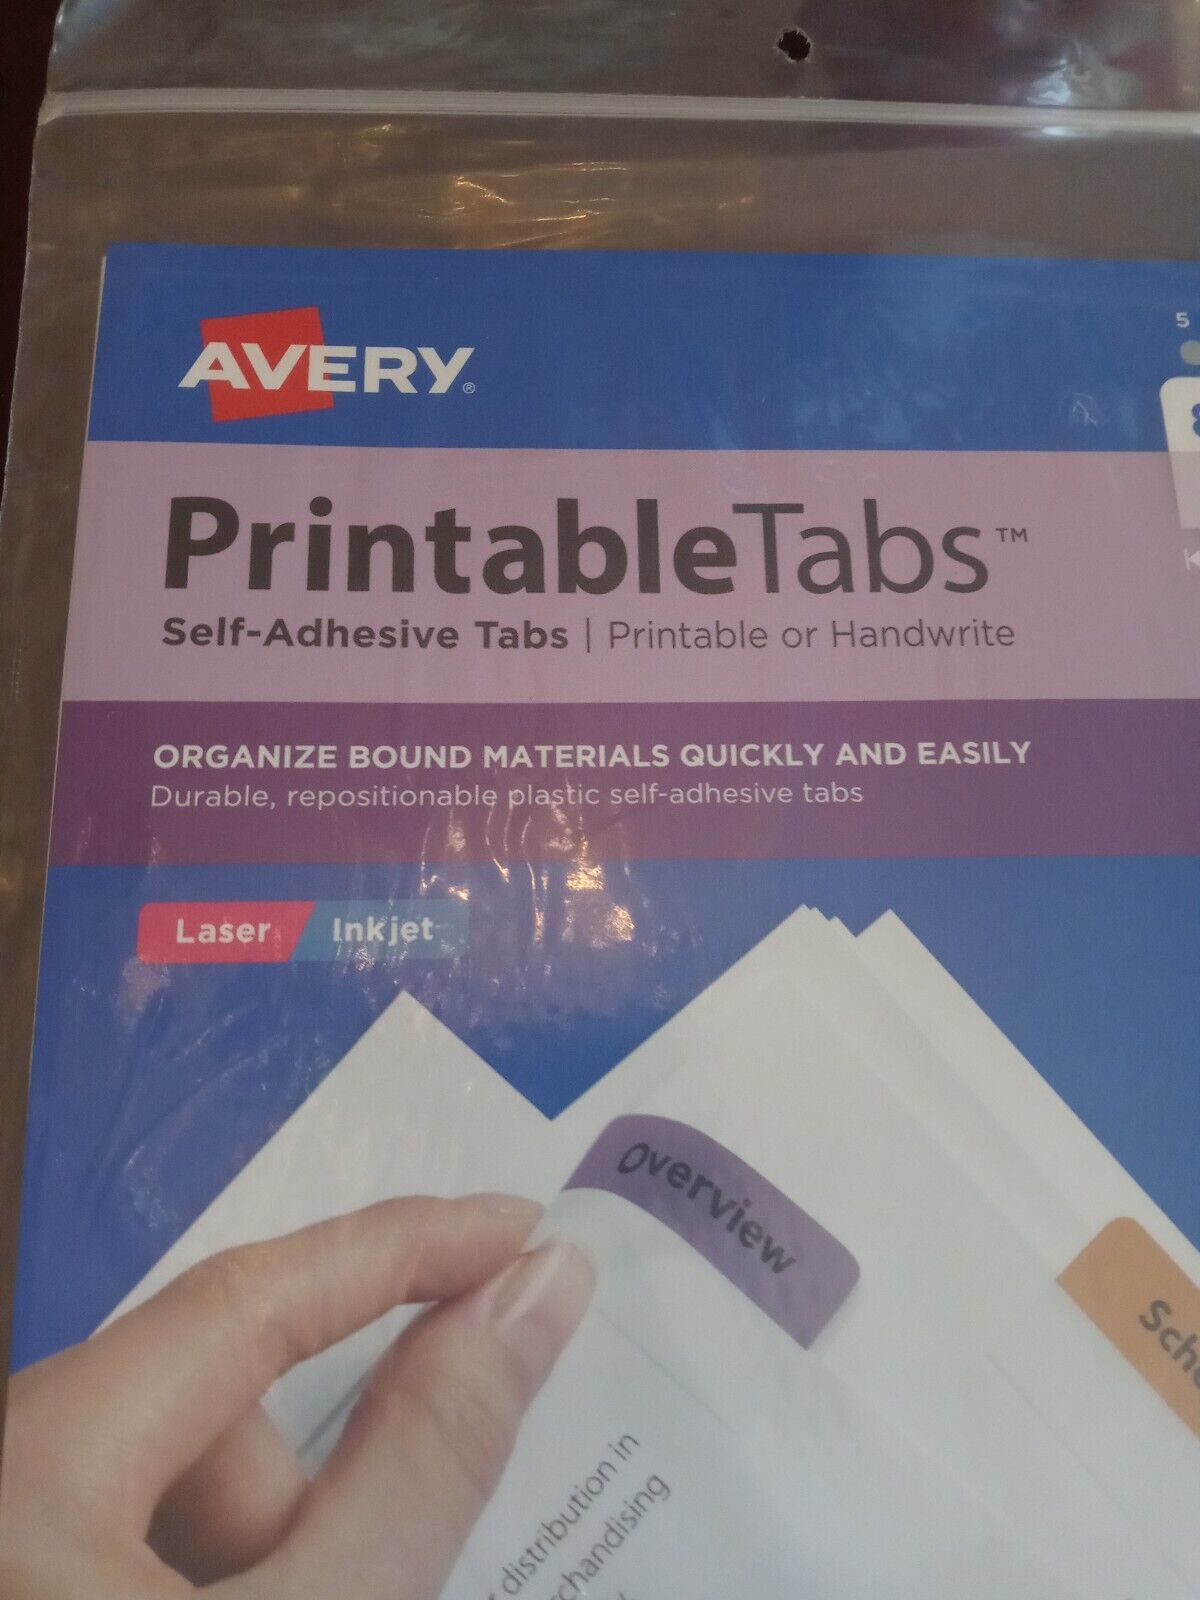 AVERY®
5
PrintableTabs™
Self-Adhesive Tabs | Printable or Handwrite
ORGANIZE BOUND MATERIALS QUICKLY AND EASILY
Durable, repositionable plastic self-adhesive tabs
Laser Inkjet
Overview
distribution in